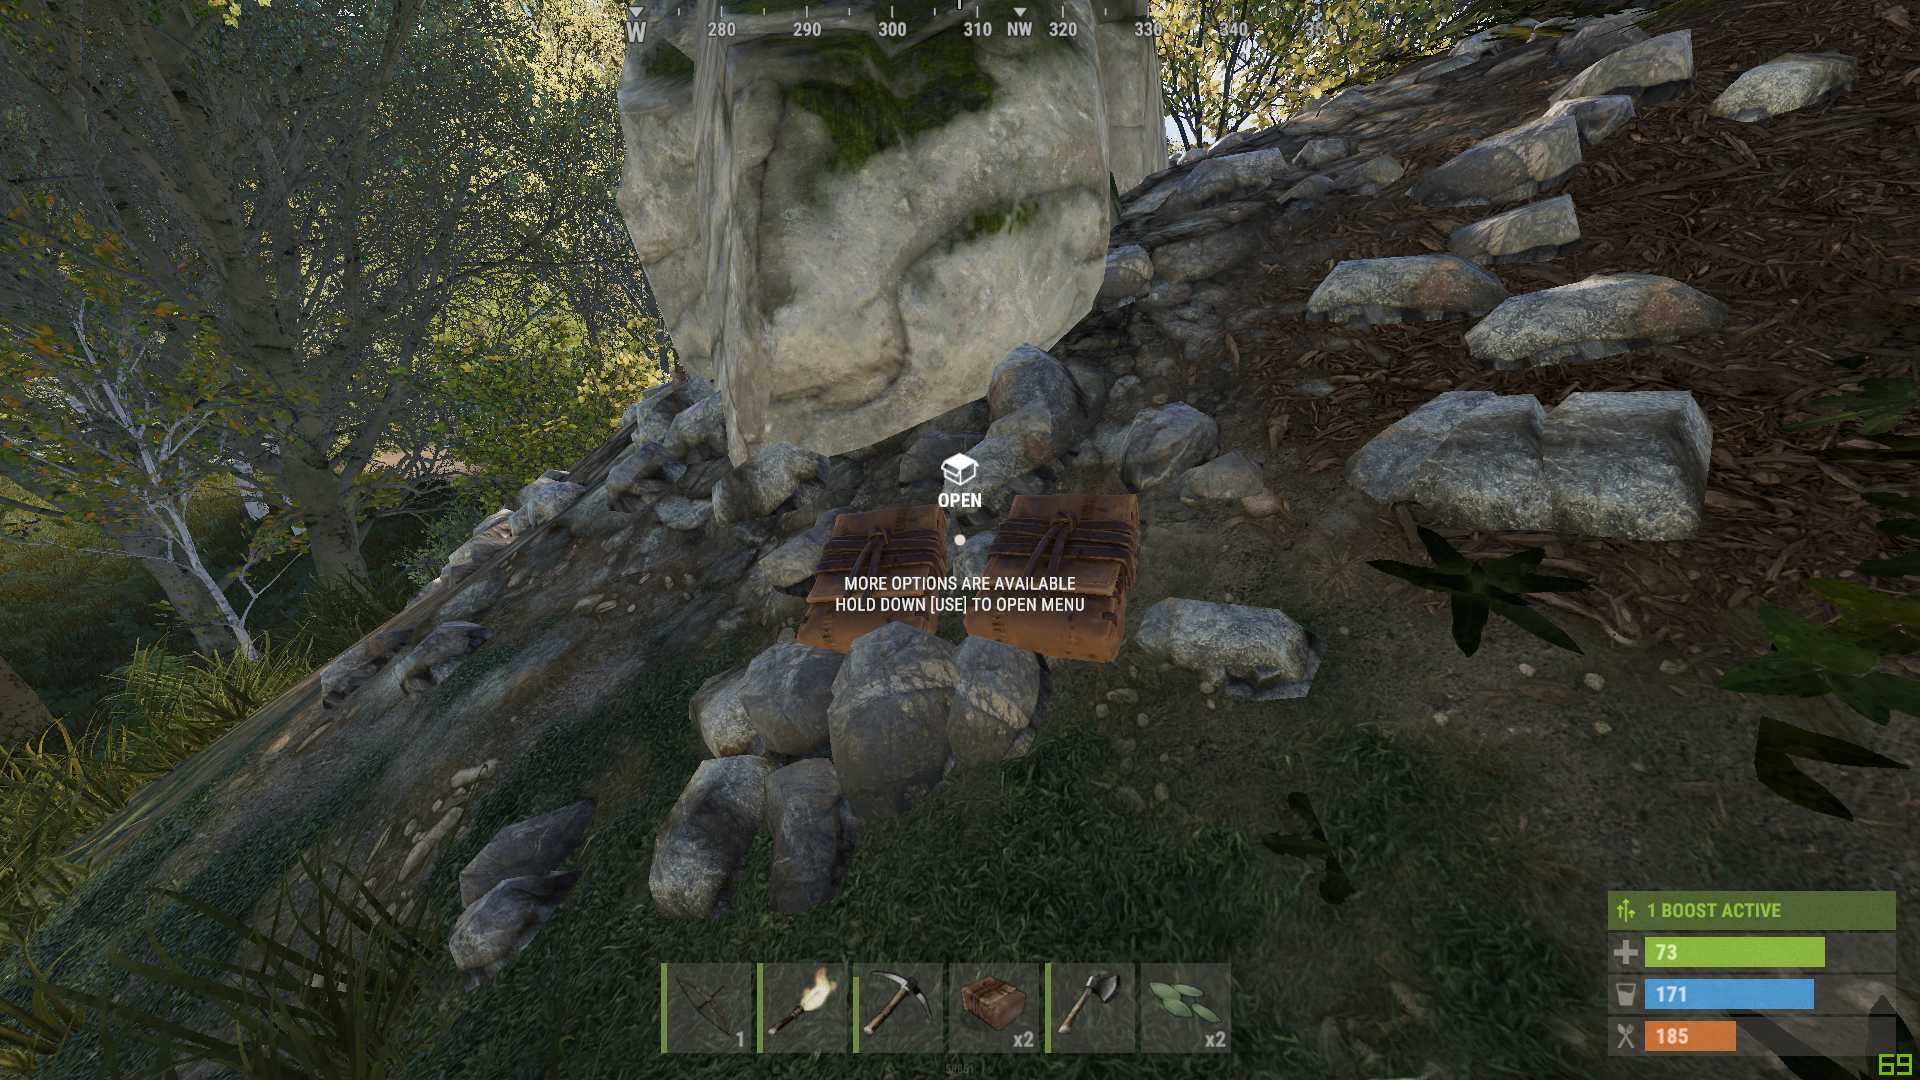 W 280 290 300 310 NW 320 330 340
OPEN
MORE OPTIONS ARE AVAILABLE
HOLD DOWN [USE] TO OPEN MENU
1 BOOST ACTIVE
73
171
185
1
x2
x2
69